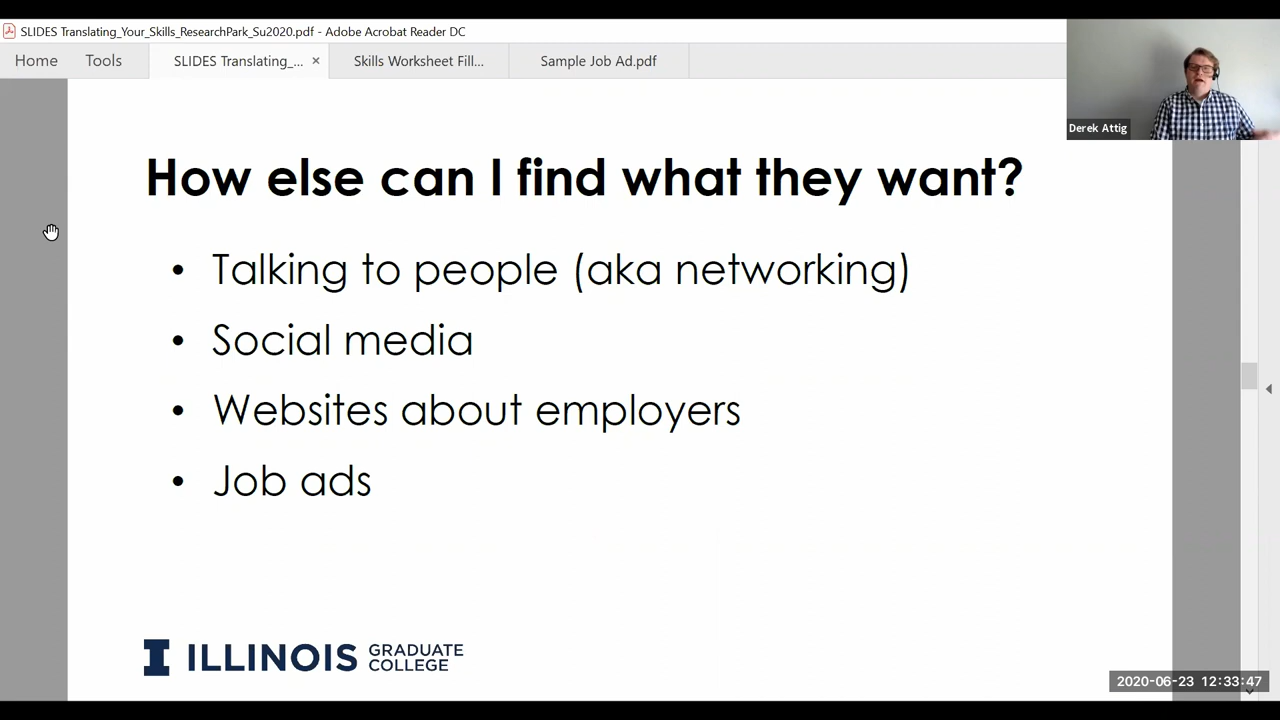 SLIDES Translating_Your_Skills_ResearchPark_Su2020.pdf - Adobe Acrobat Reader DC
Home Tools SLIDES Translating_... × Skills Worksheet Fill... Sample Job Ad.pdf
Derek Attig
How else can I find what they want?
• Talking to people (aka networking)
• Social media
• Websites about employers
• Job ads
I ILLINOIS GRADUATE
COLLEGE
2020-06-23 12:33:47